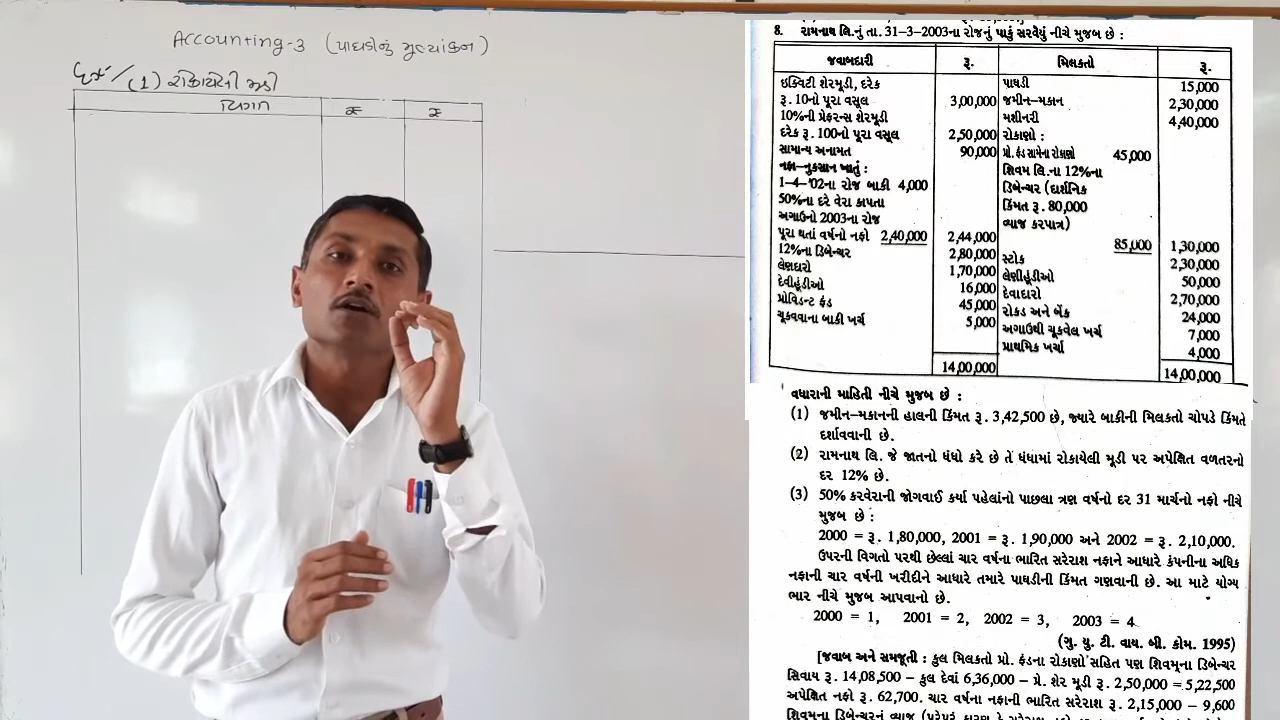 Accounting-3 (પાઘડીનું મુલ્યાંકન)
(1) રોકાયેલી મૂડી
વિગત ₹ ₹
8. રામનાથ લિ.નું તા. 31-3-2003ના રોજનું પાકું સરવૈયું નીચે મુજબ છે :
જવાબદારી રૂ. મિલકતો રૂ.
ઇક્વિટી શેરમૂડી, દરેક પાઘડી 15,000
રૂ. 10નો પૂરા વસૂલ 3,00,000 જમીન-મકાન 2,30,000
10%ની પ્રેફરન્સ શેરમૂડી મશીનરી 4,40,000
દરેક રૂ. 100નો પૂરા વસૂલ 2,50,000 રોકાણો :
સામાન્ય અનામત 90,000 પ્રો. ફંડ સામેના રોકાણો 45,000
નફા-નુકસાન ખાતું : શિવમ લિ.ના 12%ના
1-4-'02ના રોજ બાકી 4,000 ડિબેન્ચર (દાર્શનિક
50%ના દરે વેરા કાપતા કિંમત રૂ. 80,000
અગાઉનો 2003ના રોજ વ્યાજ કરપાત્ર)
પૂરા થતાં વર્ષનો નફો 2,40,000 2,44,000 85,000 1,30,000
12%ના ડિબેન્ચર 2,80,000 સ્ટોક 2,30,000
લેણદારો 1,70,000 લેણીહૂંડીઓ 50,000
દેવીહૂંડીઓ 16,000 દેવાદારો 2,70,000
પ્રોવિડન્ટ ફંડ 45,000 રોકડ અને બેંક 24,000
ચૂકવવાના બાકી ખર્ચ 5,000 અગાઉથી ચૂકવેલ ખર્ચ 7,000
પ્રાથમિક ખર્ચા 4,000
14,00,000 14,00,000
વધારાની માહિતી નીચે મુજબ છે :
(1) જમીન-મકાનની હાલની કિંમત રૂ. 3,42,500 છે, જ્યારે બાકીની મિલકતો ચોપડે કિંમતે
દર્શાવવાની છે.
(2) રામનાથ લિ. જે જાતનો ધંધો કરે છે તે ધંધામાં રોકાયેલી મૂડી પર અપેક્ષિત વળતરનો
દર 12% છે.
(3) 50% કરવેરાની જોગવાઈ કર્યા પહેલાંનો પાછલા ત્રણ વર્ષનો દર 31 માર્ચનો નફો નીચે
મુજબ છે :
2000 = રૂ. 1,80,000, 2001 = રૂ. 1,90,000 અને 2002 = રૂ. 2,10,000.
ઉપરની વિગતો પરથી છેલ્લાં ચાર વર્ષના ભારિત સરેરાશ નફાને આધારે કંપનીના અધિક
નફાની ચાર વર્ષની ખરીદીને આધારે તમારે પાઘડીની કિંમત ગણવાની છે. આ માટે યોગ્ય
ભાર નીચે મુજબ આપવાનો છે.
2000 = 1, 2001 = 2, 2002 = 3, 2003 = 4
(ગુ. યુ. ટી. વાય. બી. કોમ. 1995)
[જવાબ અને સમજૂતી : કુલ મિલકતો પ્રો. ફંડના રોકાણો સહિત પણ શિવમ્‌ના ડિબેન્ચર
સિવાય રૂ. 14,08,500 – કુલ દેવાં 6,36,000 – પ્રે. શેર મૂડી રૂ. 2,50,000 = 5,22,500
અપેક્ષિત નફો રૂ. 62,700. ચાર વર્ષના નફાની ભારિત સરેરાશ રૂ. 2,15,000 – 9,600
શિવમના ડિબેન્ચરનું વ્યાજ